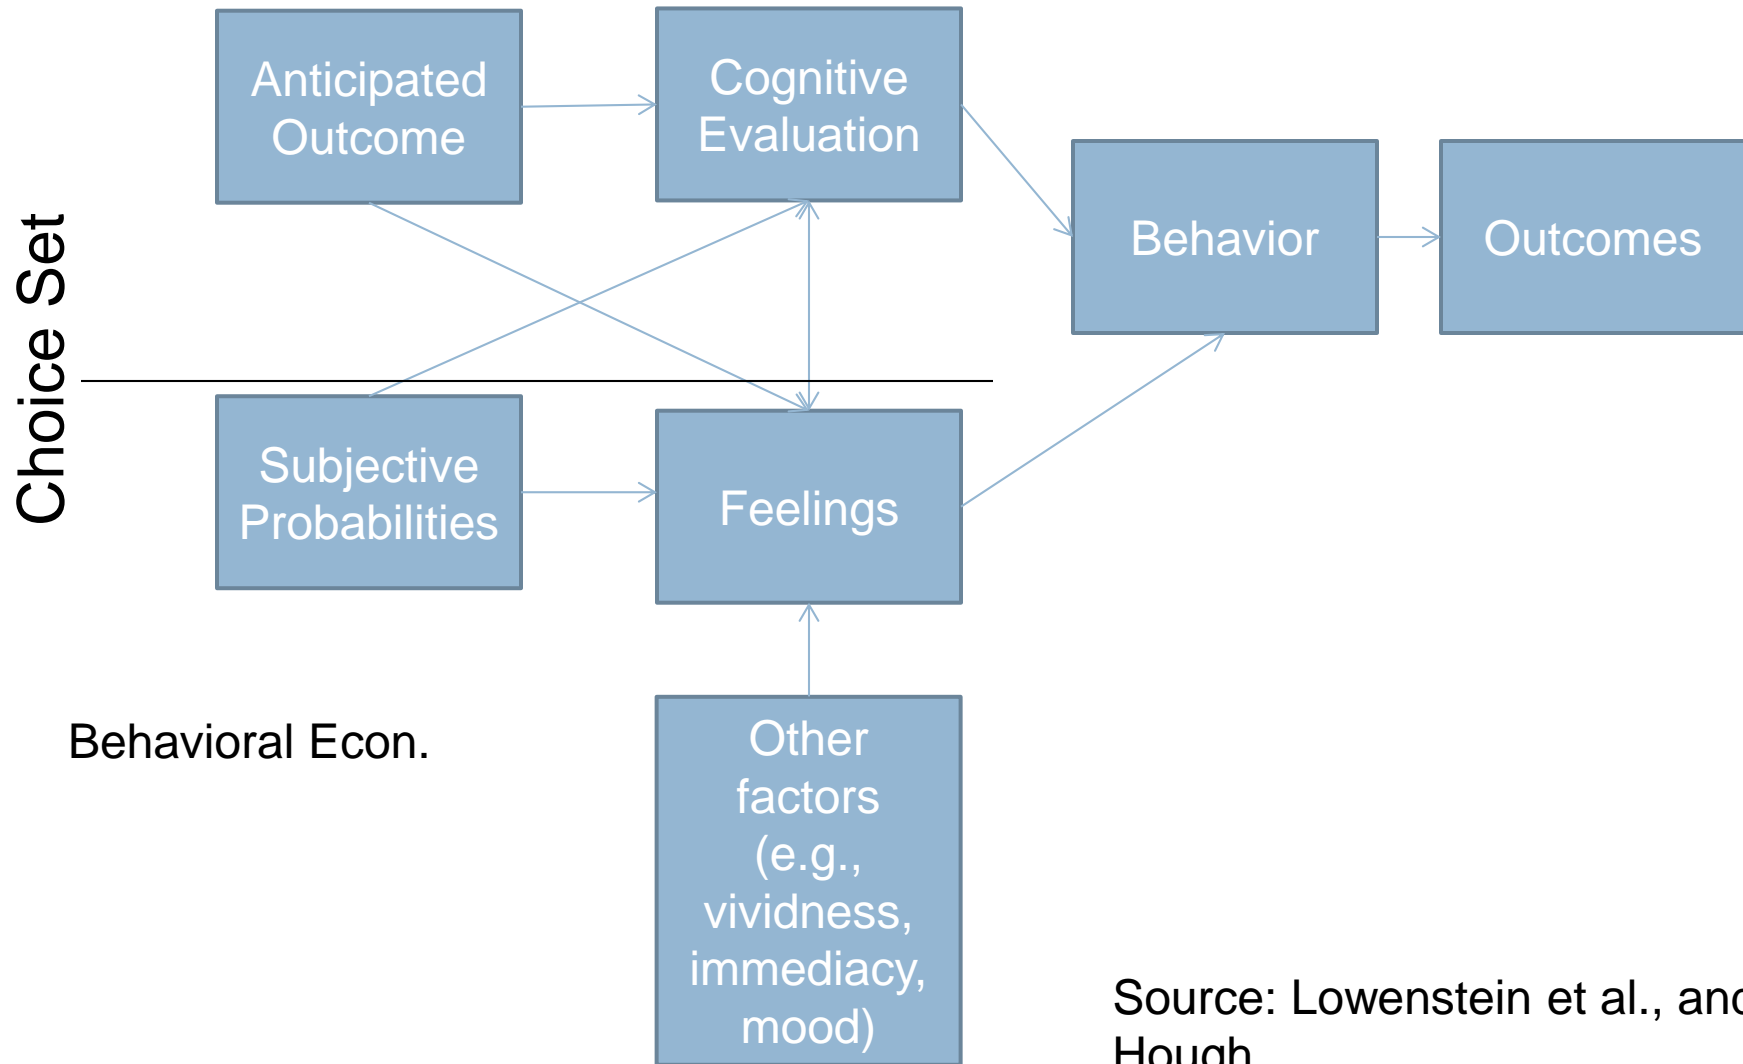 Choice Set
Anticipated
Outcome
Cognitive
Evaluation
Behavior
Outcomes
Subjective
Probabilities
Feelings
Behavioral Econ.
Other
factors
(e.g.,
vividness,
immediacy,
mood)
Source: Lowenstein et al., and
Hough